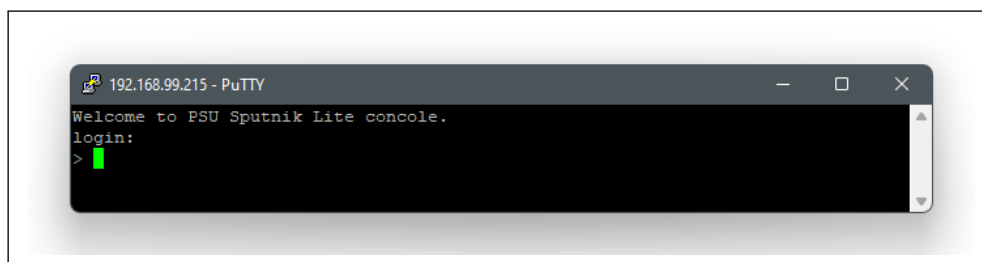 192.168.99.215 - PuTTY
Welcome to PSU Sputnik Lite concole.
login:
>